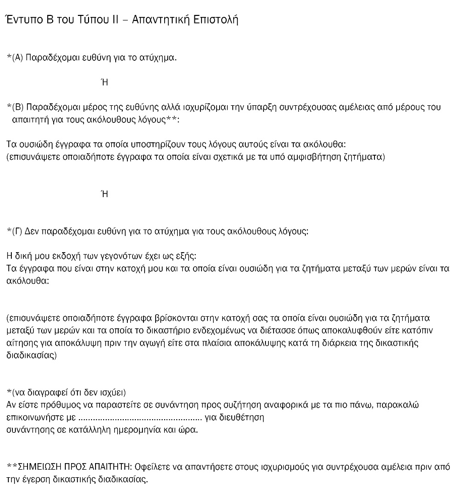 Έντυπο Β του Τύπου ΙΙ – Απαντητική Επιστολή
*(Α) Παραδέχομαι ευθύνη για το ατύχημα.
Ή
*(Β) Παραδέχομαι μέρος της ευθύνης αλλά ισχυρίζομαι την ύπαρξη συντρέχουσας αμέλειας από μέρους του
απαιτητή για τους ακόλουθους λόγους**:
Τα ουσιώδη έγγραφα τα οποία υποστηρίζουν τους λόγους αυτούς είναι τα ακόλουθα:
(επισυνάψετε οποιαδήποτε έγγραφα τα οποία είναι σχετικά με τα υπό αμφισβήτηση ζητήματα)
Ή
*(Γ) Δεν παραδέχομαι ευθύνη για το ατύχημα για τους ακόλουθους λόγους:
Η δική μου εκδοχή των γεγονότων έχει ως εξής:
Τα έγγραφα που είναι στην κατοχή μου και τα οποία είναι ουσιώδη για τα ζητήματα μεταξύ των μερών είναι τα
ακόλουθα:
(επισυνάψετε οποιαδήποτε έγγραφα βρίσκονται στην κατοχή σας τα οποία είναι ουσιώδη για τα ζητήματα
μεταξύ των μερών και τα οποία το δικαστήριο ενδεχομένως να διέτασσε όπως αποκαλυφθούν είτε κατόπιν
αίτησης για αποκάλυψη πριν την αγωγή είτε στα πλαίσια αποκάλυψης κατά τη διάρκεια της δικαστικής
διαδικασίας)
*(να διαγραφεί ότι δεν ισχύει)
Αν είστε πρόθυμος να παραστείτε σε συνάντηση προς συζήτηση αναφορικά με τα πιο πάνω, παρακαλώ
επικοινωνήστε με .................................................... για διευθέτηση
συνάντησης σε κατάλληλη ημερομηνία και ώρα.
**ΣΗΜΕΙΩΣΗ ΠΡΟΣ ΑΠΑΙΤΗΤΗ: Οφείλετε να απαντήσετε στους ισχυρισμούς για συντρέχουσα αμέλεια πριν από
την έγερση δικαστικής διαδικασίας.